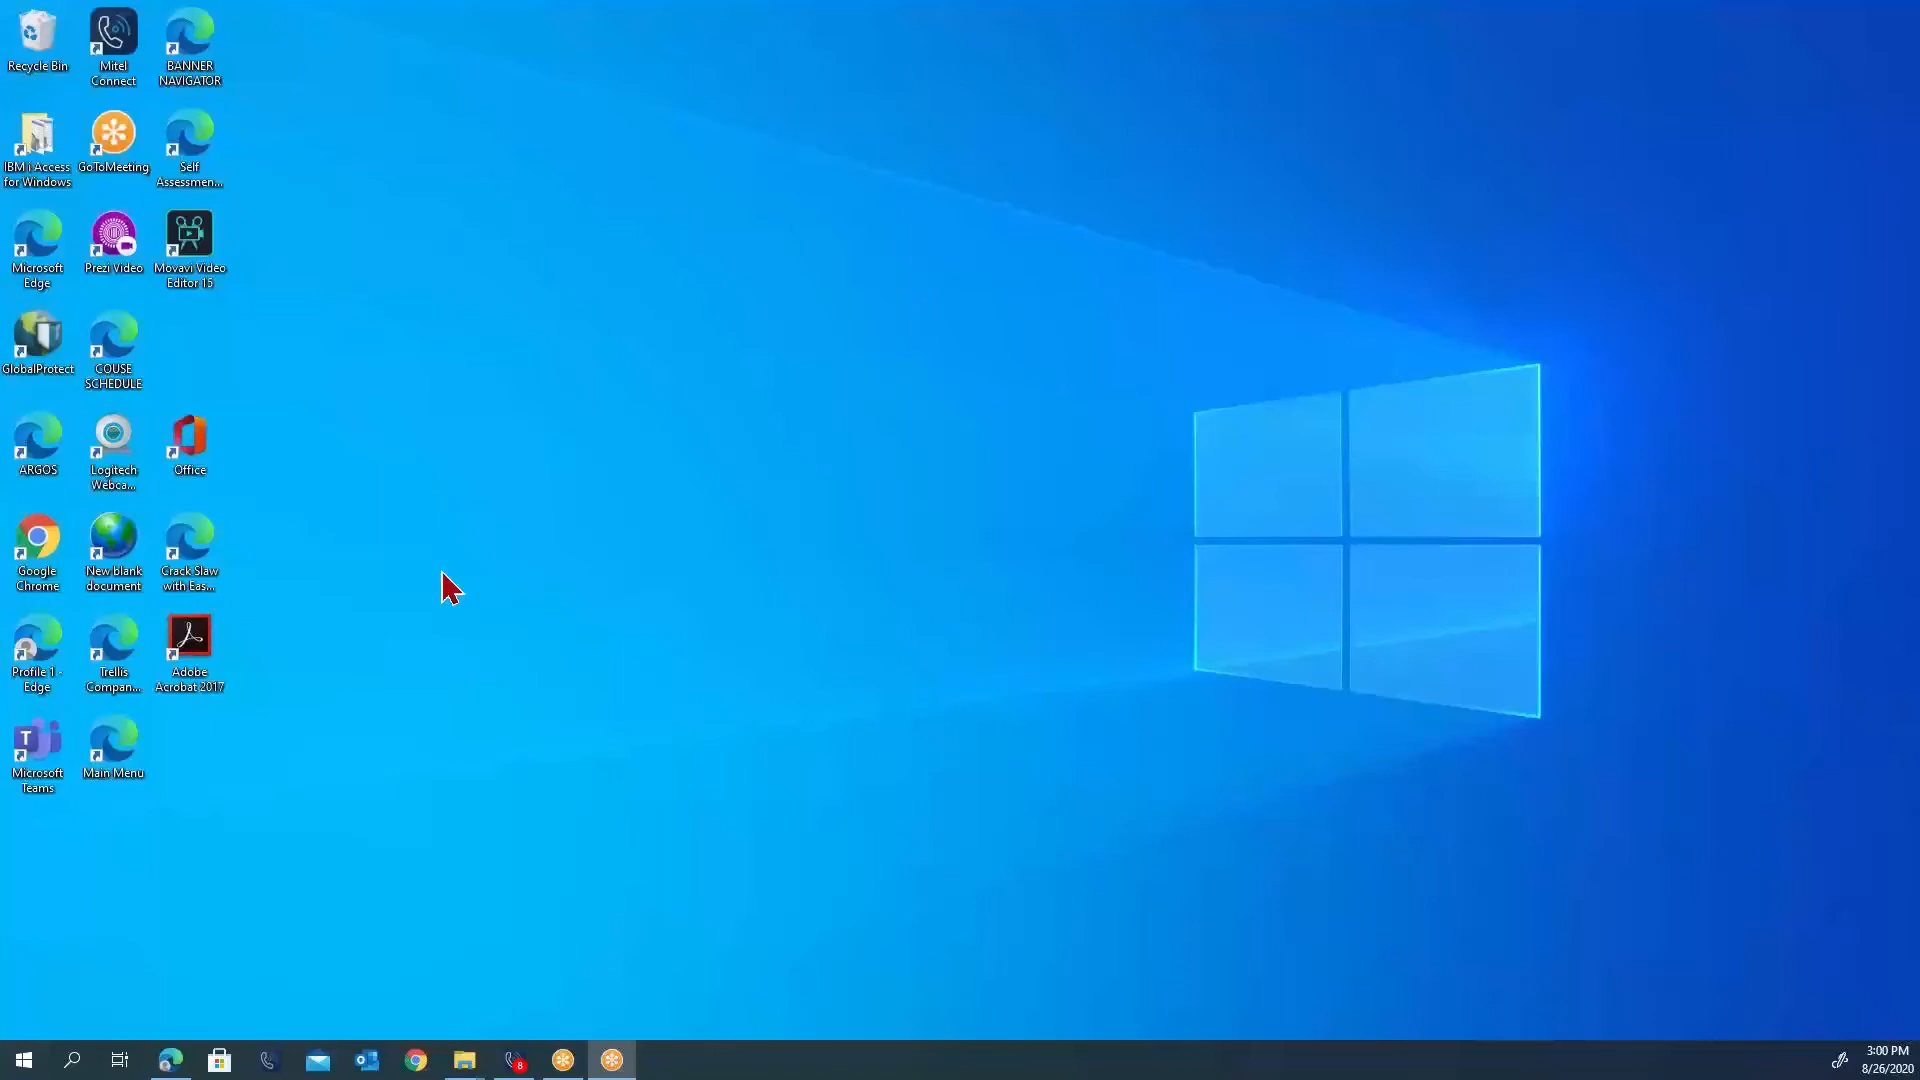 Recycle Bin
Mitel
Connect
BANNER
NAVIGATOR
IBM i Access
for Windows
GoToMeeting
Self
Assessmen...
Microsoft
Edge
Prezi Video
Movavi Video
Editor 15
GlobalProtect
COUSE
SCHEDULE
ARGOS
Logitech
Webca...
Office
Google
Chrome
New blank
document
Crack Slaw
with Eas...
Profile 1 -
Edge
Trellis
Compan...
Adobe
Acrobat 2017
T
Microsoft
Teams
Main Menu
8
3:00 PM
8/26/2020